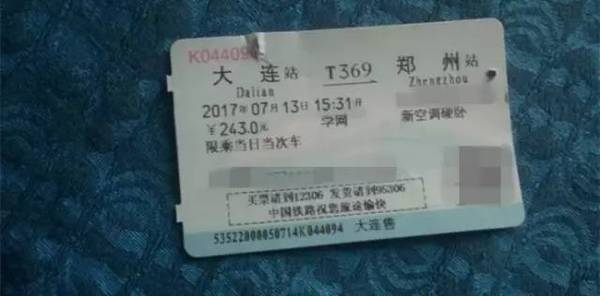 K044094
大连站 T369 郑州站
Dalian Zhengzhou
2017年07月13日15:31开
¥243.0元 学网 新空调硬卧
限乘当日当次车
买票请到12306 发货请到95306
中国铁路祝您旅途愉快
53522000050714K044094 大连售